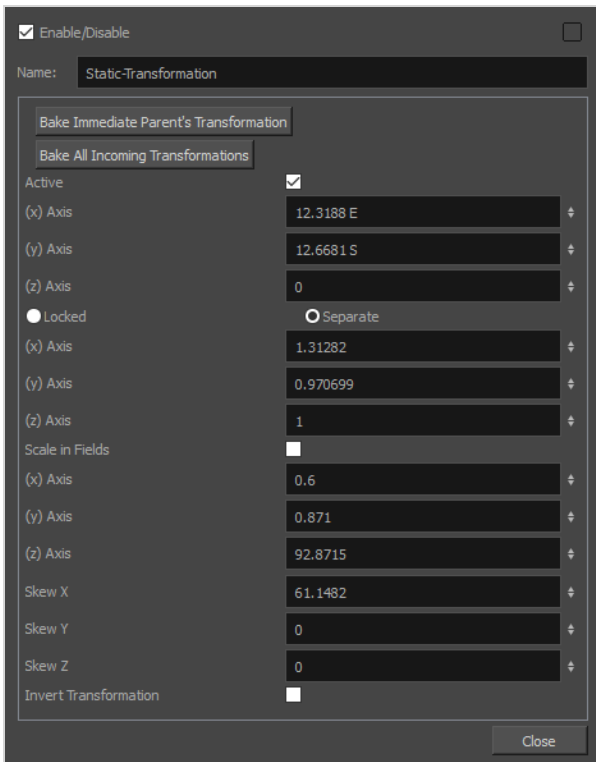 Enable/Disable
Name: Static-Transformation
Bake Immediate Parent's Transformation
Bake All Incoming Transformations
Active
(x) Axis 12.3188 E
(y) Axis 12.6681 S
(z) Axis 0
Locked Separate
(x) Axis 1.31282
(y) Axis 0.970699
(z) Axis 1
Scale in Fields
(x) Axis 0.6
(y) Axis 0.871
(z) Axis 92.8715
Skew X 61.1482
Skew Y 0
Skew Z 0
Invert Transformation
Close